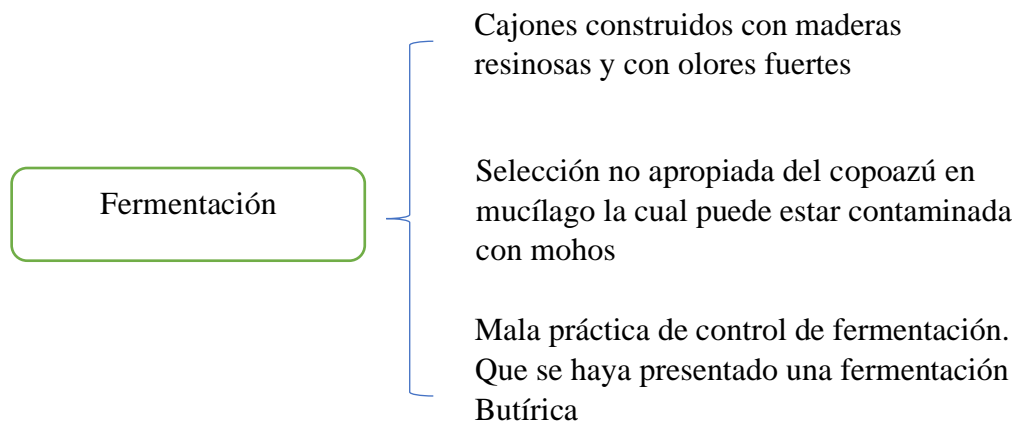 Cajones construidos con maderas
resinosas y con olores fuertes
Fermentación
Selección no apropiada del copoazú en
mucílago la cual puede estar contaminada
con mohos
Mala práctica de control de fermentación.
Que se haya presentado una fermentación
Butírica